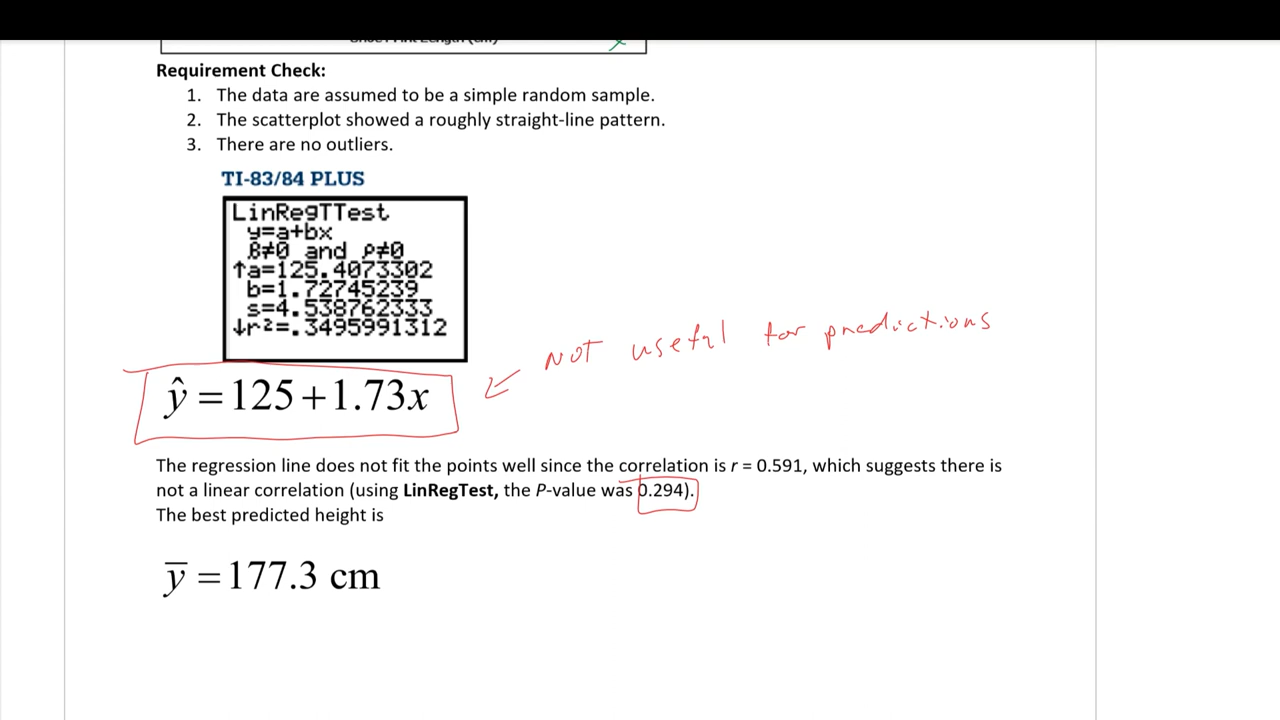 Requirement Check:
1. The data are assumed to be a simple random sample.
2. The scatterplot showed a roughly straight-line pattern.
3. There are no outliers.
TI-83/84 PLUS
LinRegTTest
y=a+bx
β≠0 and ρ≠0
↑a=125.4073302
b=1.72745239
s=4.538762333
↓r²=.3495991312
NOT useful for predictions
ŷ = 125 + 1.73x
The regression line does not fit the points well since the correlation is r = 0.591, which suggests there is
not a linear correlation (using LinRegTest, the P-value was 0.294).
The best predicted height is
y̅ = 177.3 cm